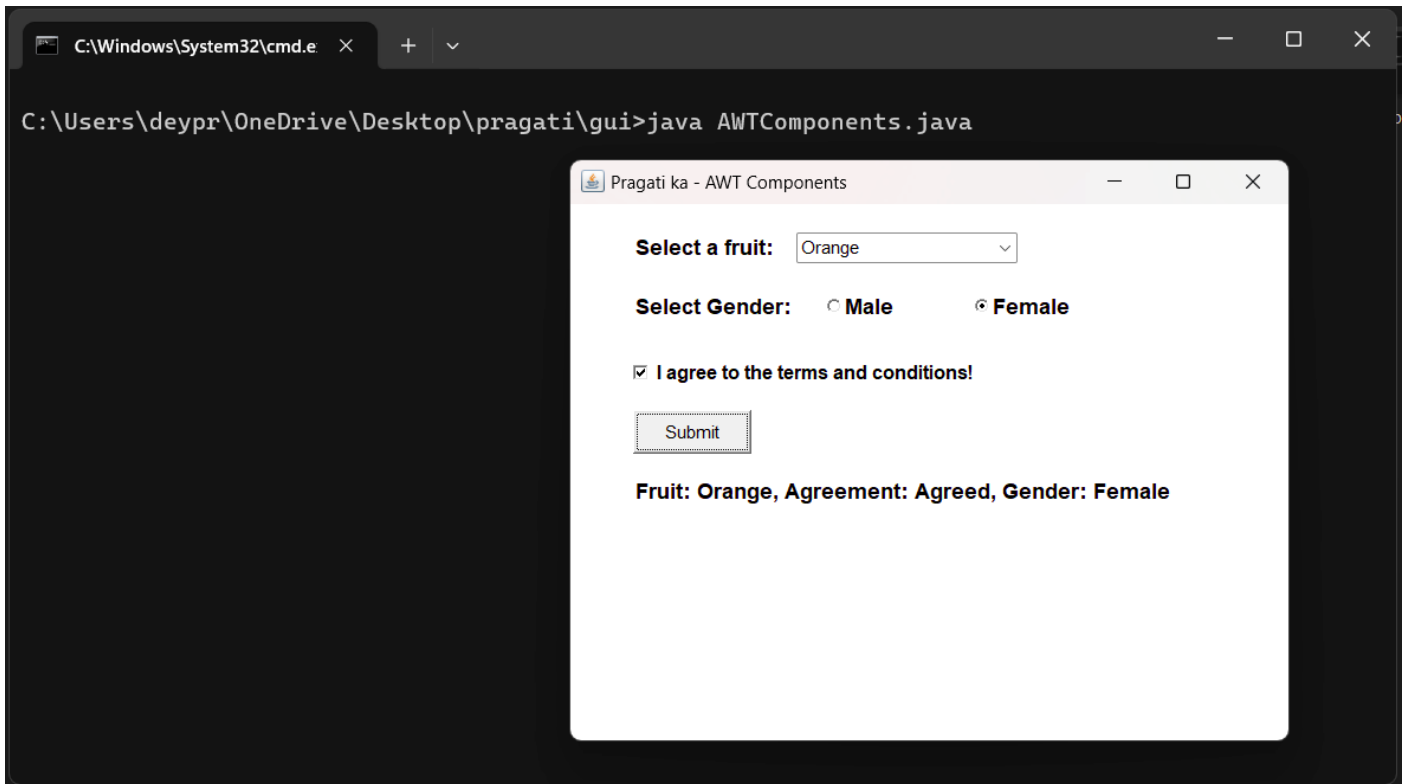 C:\Windows\System32\cmd.e
C:\Users\deypr\OneDrive\Desktop\pragati\gui>java AWTComponents.java
Pragati ka - AWT Components
Select a fruit: Orange
Select Gender: Male Female
I agree to the terms and conditions!
Submit
Fruit: Orange, Agreement: Agreed, Gender: Female